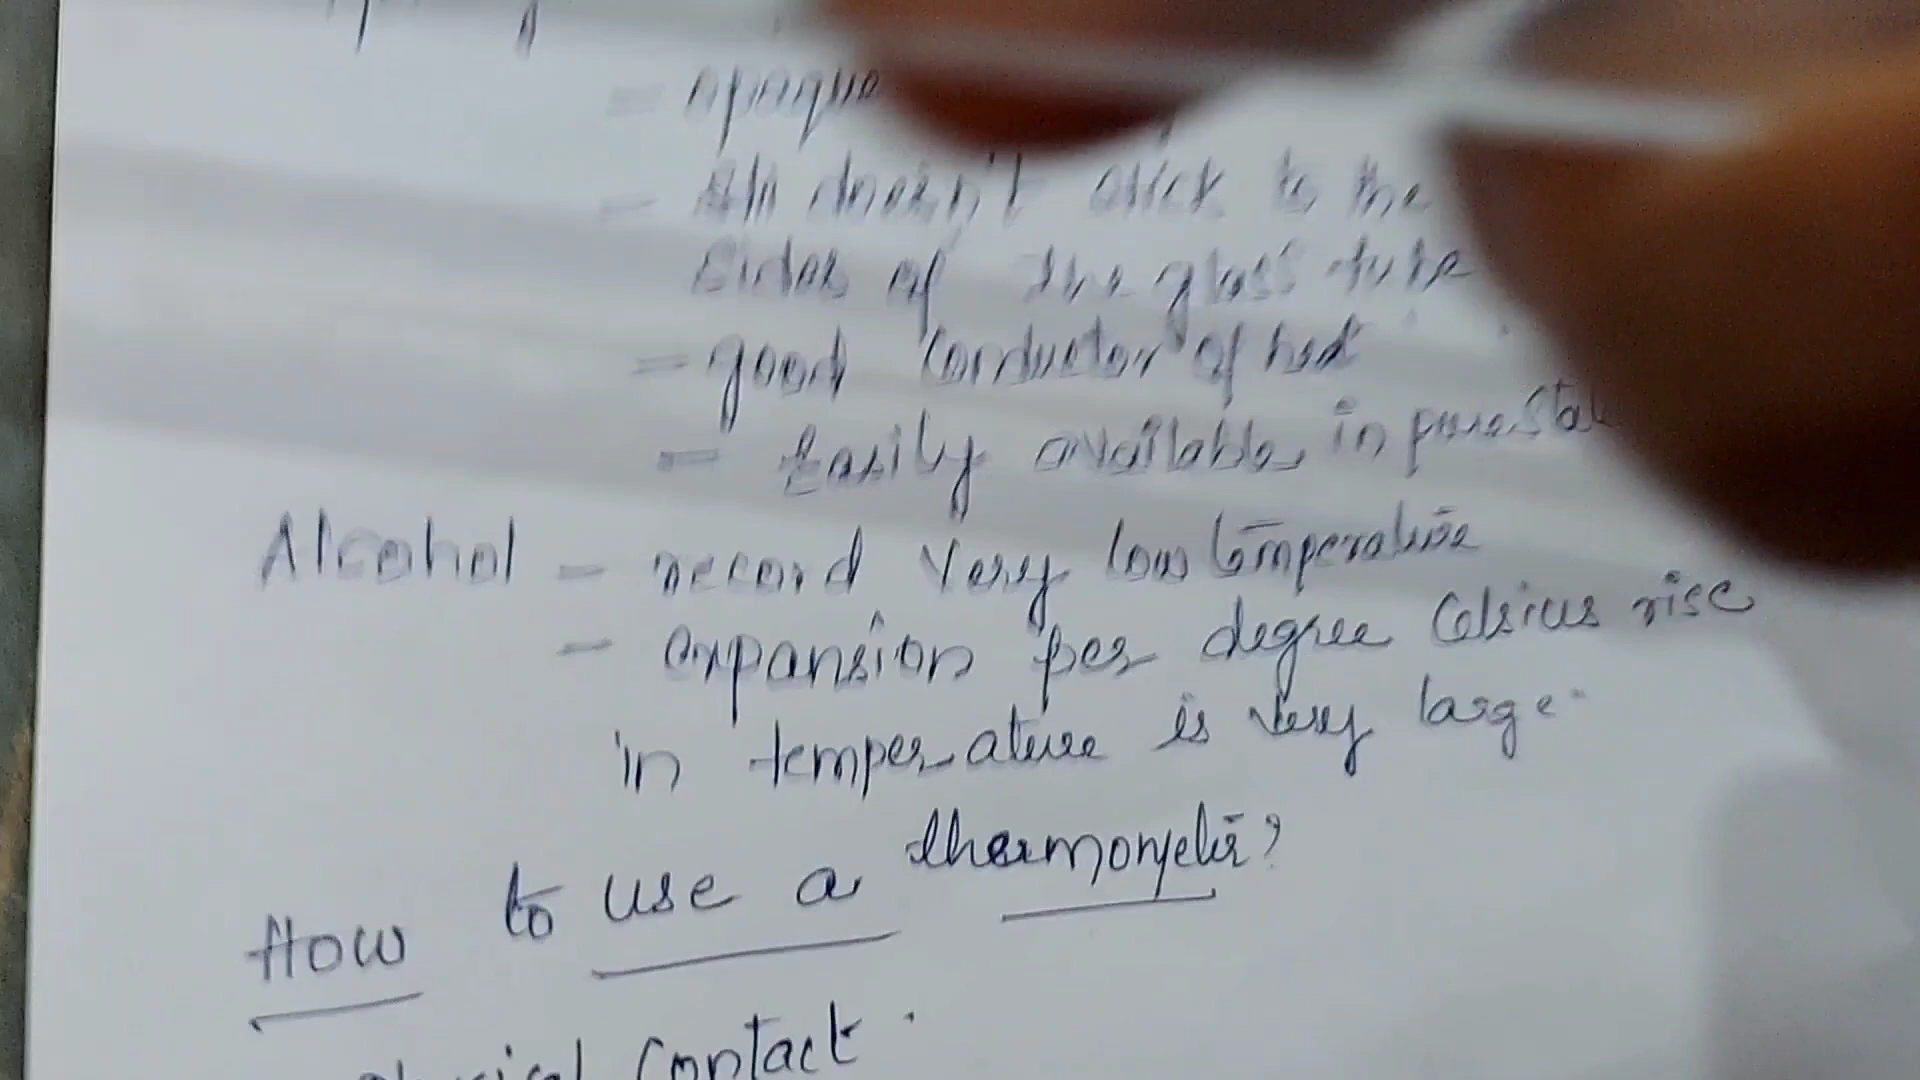 = opaque
- doesn't stick to the
sides of the glass tube
= good conductor of heat
= Easily available in pure
Alcohol - record very low temperature
- expansion per degree Celsius rise
in temperature is very large.
How to use a thermometer?
contact.